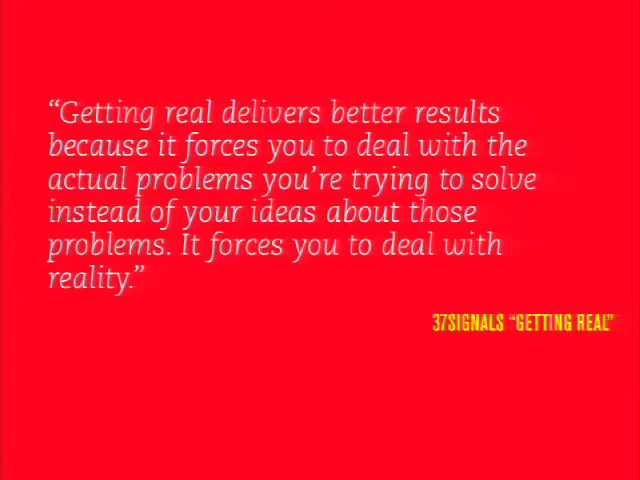 “Getting real delivers better results
because it forces you to deal with the
actual problems you’re trying to solve
instead of your ideas about those
problems. It forces you to deal with
reality.”
37SIGNALS “GETTING REAL”